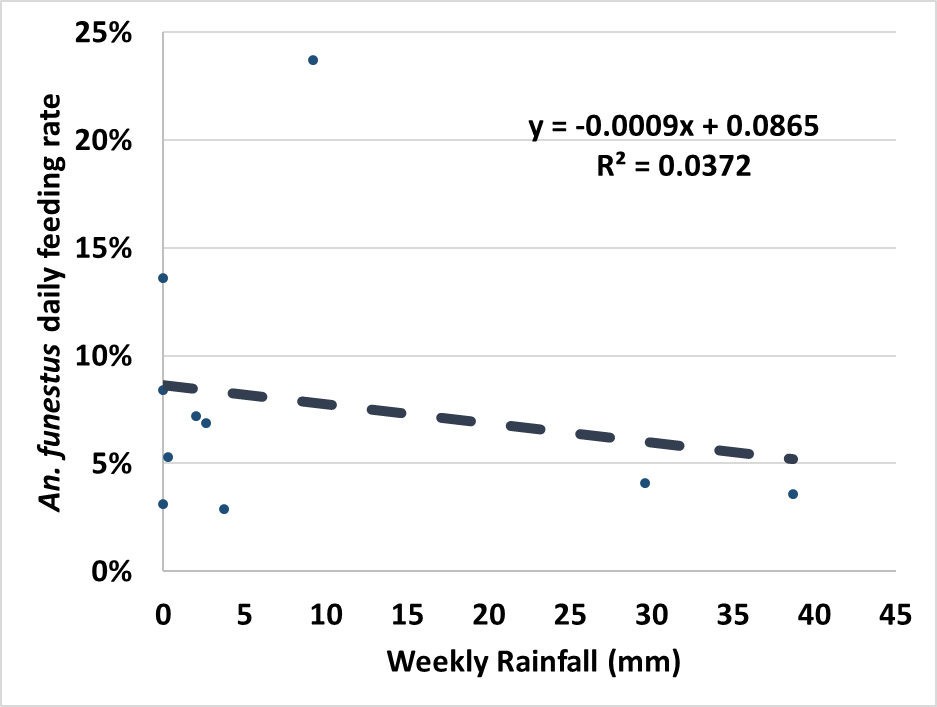 25%
20%
15%
10%
5%
0%
An. funestus daily feeding rate
y = -0.0009x + 0.0865
R² = 0.0372
0 5 10 15 20 25 30 35 40 45
Weekly Rainfall (mm)